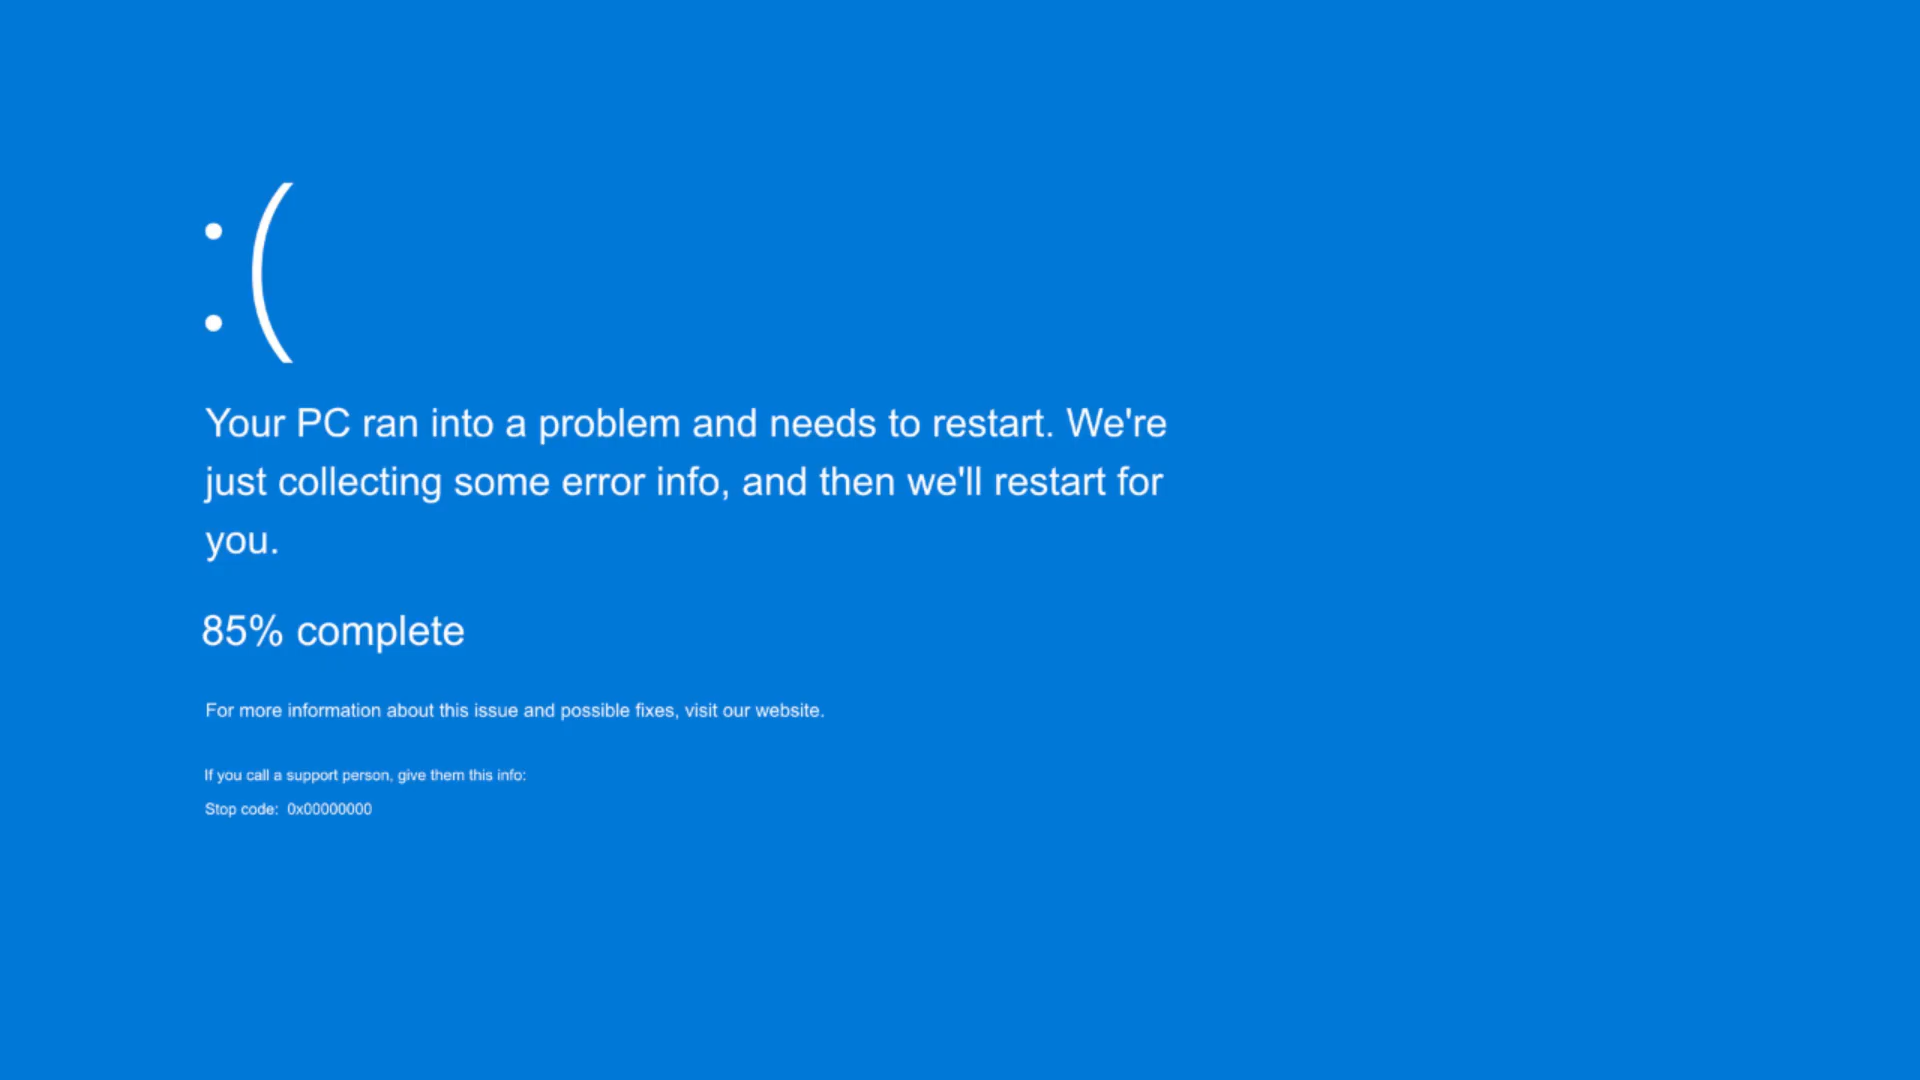 :(
Your PC ran into a problem and needs to restart. We're
just collecting some error info, and then we'll restart for
you.
85% complete
For more information about this issue and possible fixes, visit our website.
If you call a support person, give them this info:
Stop code:  0x00000000